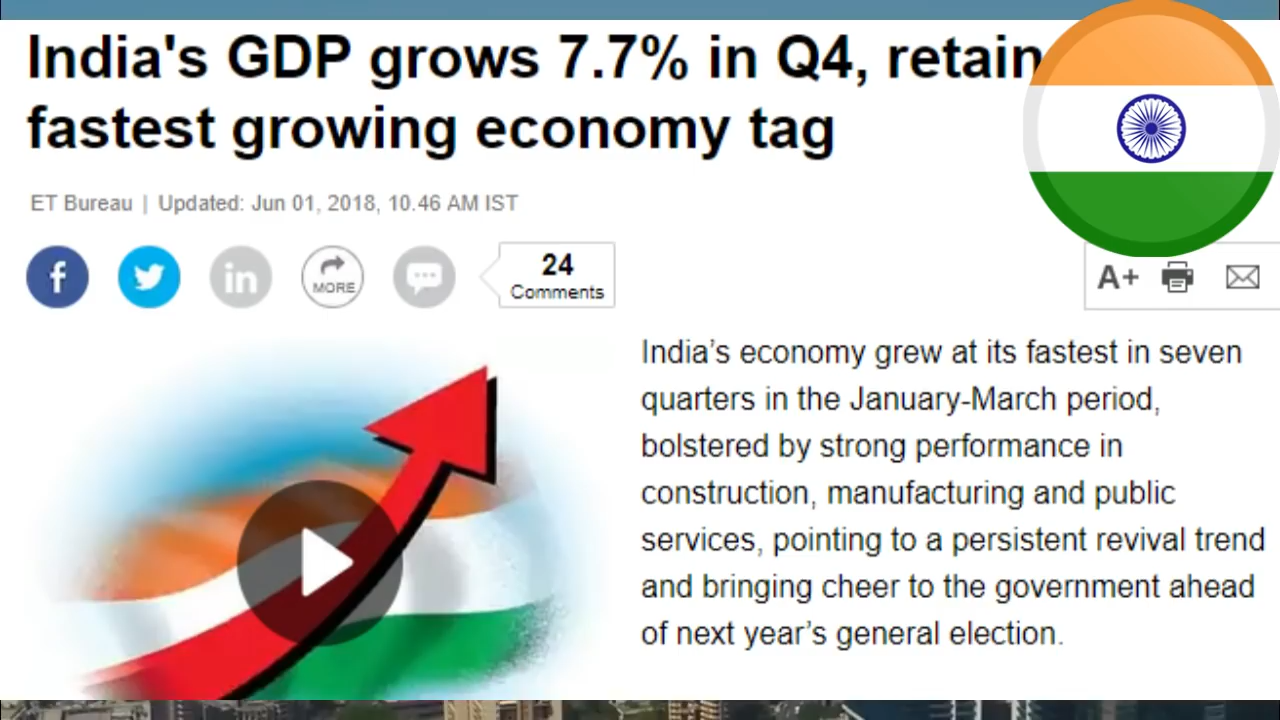 India's GDP grows 7.7% in Q4, retain
fastest growing economy tag
ET Bureau | Updated: Jun 01, 2018, 10.46 AM IST
f
in
MORE
24
Comments
A+
India’s economy grew at its fastest in seven
quarters in the January-March period,
bolstered by strong performance in
construction, manufacturing and public
services, pointing to a persistent revival trend
and bringing cheer to the government ahead
of next year’s general election.